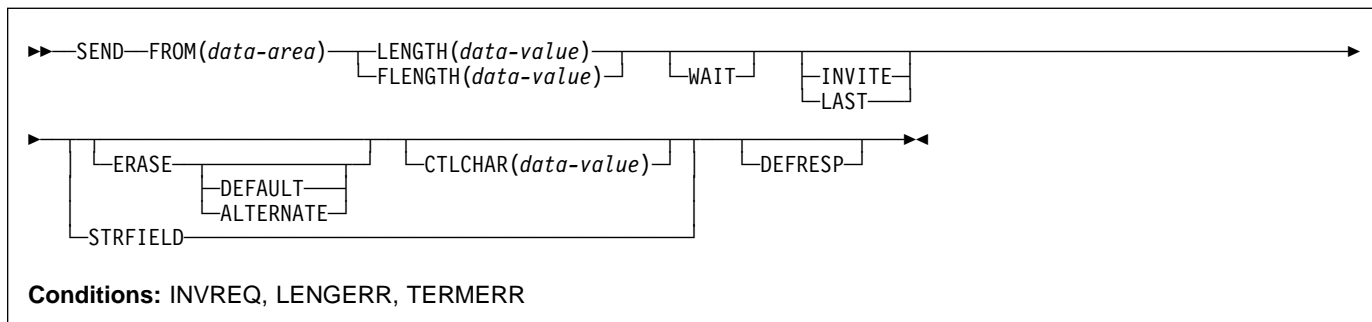 SEND FROM(data-area) LENGTH(data-value) WAIT INVITE
FLENGTH(data-value) LAST
ERASE DEFAULT CTLCHAR(data-value) DEFRESP
ALTERNATE
STRFIELD
Conditions: INVREQ, LENGERR, TERMERR